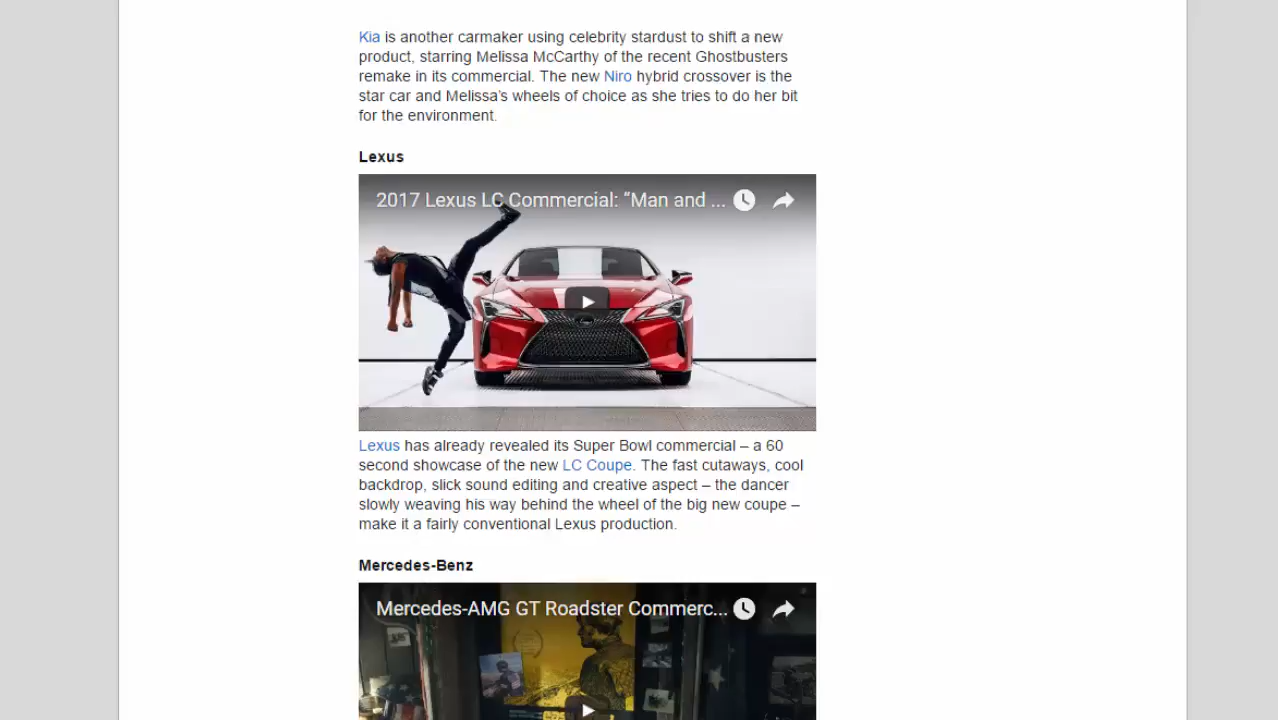 Kia is another carmaker using celebrity stardust to shift a new
product, starring Melissa McCarthy of the recent Ghostbusters
remake in its commercial. The new Niro hybrid crossover is the
star car and Melissa's wheels of choice as she tries to do her bit
for the environment.
Lexus
2017 Lexus LC Commercial: “Man and ...
Lexus has already revealed its Super Bowl commercial – a 60
second showcase of the new LC Coupe. The fast cutaways, cool
backdrop, slick sound editing and creative aspect – the dancer
slowly weaving his way behind the wheel of the big new coupe –
make it a fairly conventional Lexus production.
Mercedes-Benz
Mercedes-AMG GT Roadster Commerc...